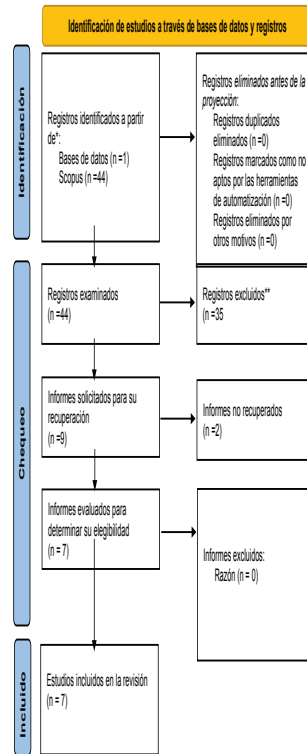 Identificación de estudios a través de bases de datos y registros
Identificación
Registros identificados a partir
de*:
Bases de datos (n =1)
Scopus (n =44)
Registros eliminados antes de la
proyección:
Registros duplicados
eliminados (n =0)
Registros marcados como no
aptos por las herramientas
de automatización (n =0)
Registros eliminados por
otros motivos (n =0)
Chequeo
Registros examinados
(n =44)
Registros excluidos**
(n =35
Informes solicitados para su
recuperación
(n =9)
Informes no recuperados
(n =2)
Informes evaluados para
determinar su elegibilidad
(n = 7)
Informes excluidos:
Razón (n = 0)
Incluido
Estudios incluidos en la revisión
(n = 7)